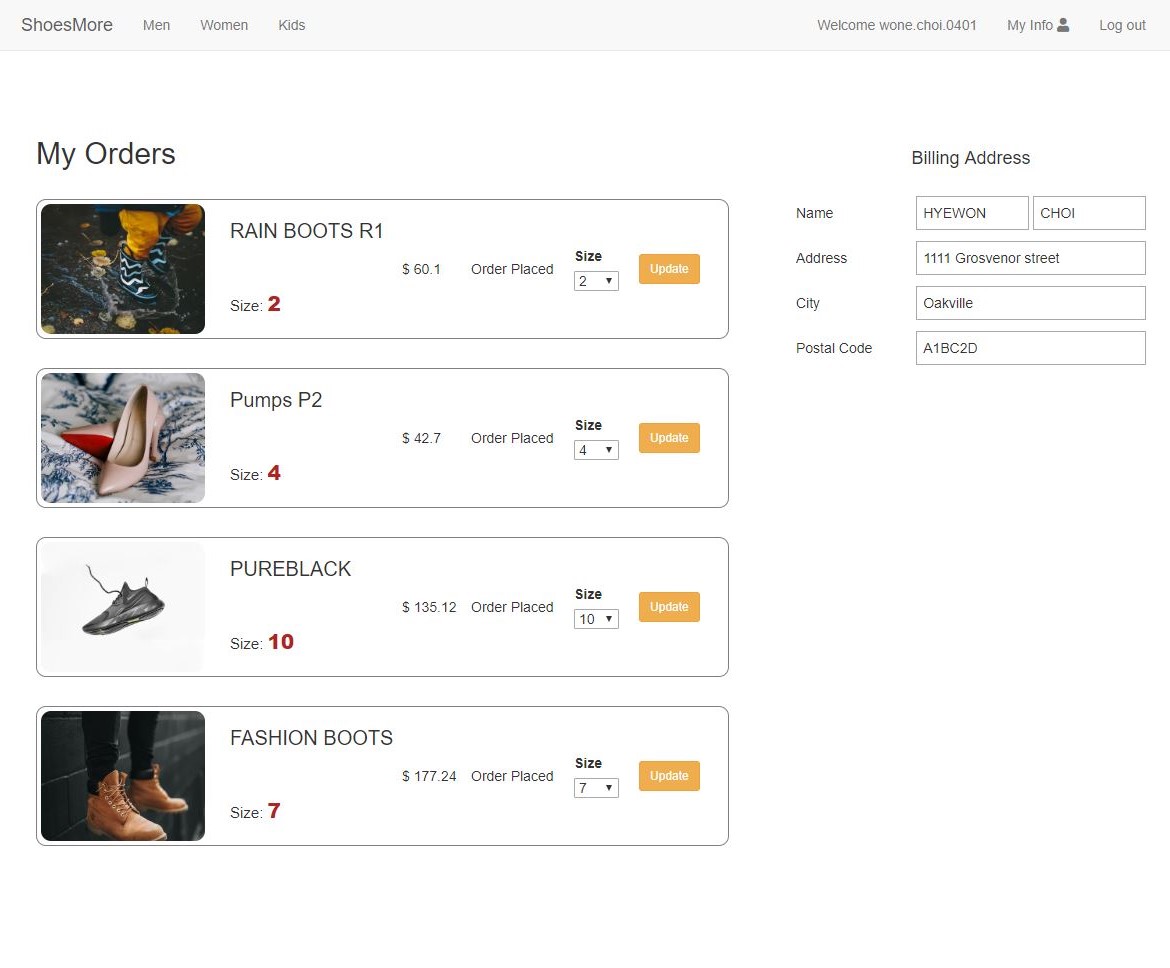 ShoesMore Men Women Kids Welcome wone.choi.0401 My Info Log out
My Orders
RAIN BOOTS R1
$ 60.1 Order Placed
Size
2
Update
Size: 2
Pumps P2
$ 42.7 Order Placed
Size
4
Update
Size: 4
PUREBLACK
$ 135.12 Order Placed
Size
10
Update
Size: 10
FASHION BOOTS
$ 177.24 Order Placed
Size
7
Update
Size: 7
Billing Address
Name HYEWON CHOI
Address 1111 Grosvenor street
City Oakville
Postal Code A1BC2D